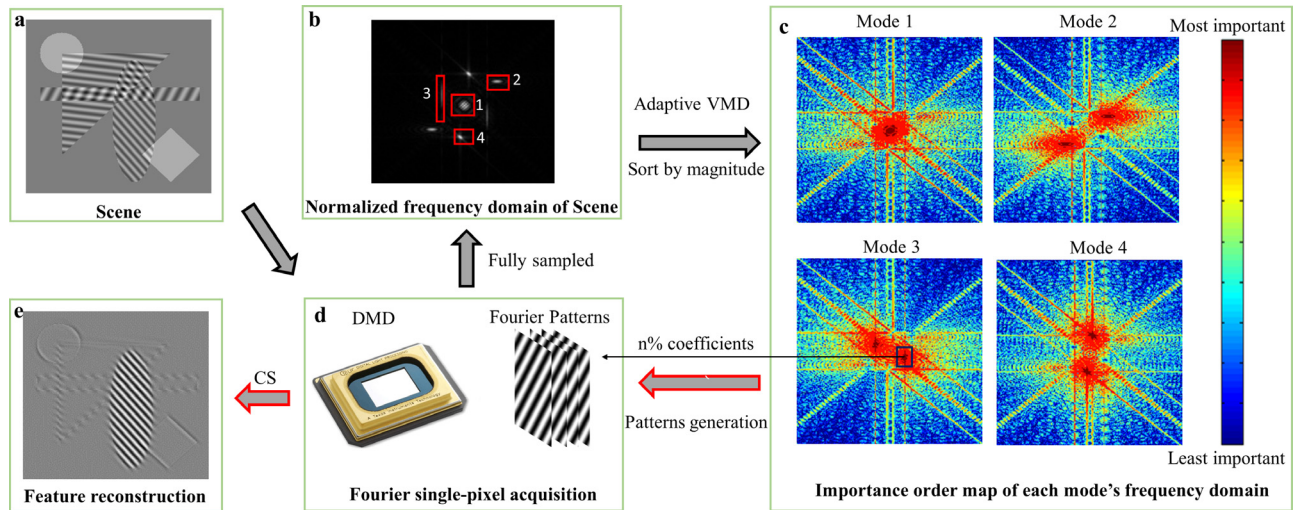 a
Scene
b
1
2
3
4
Normalized frequency domain of Scene
Adaptive VMD
Sort by magnitude
c
Mode 1
Mode 2
Mode 3
Mode 4
Most important
Least important
Importance order map of each mode's frequency domain
Fully sampled
d
DMD
Fourier Patterns
Fourier single-pixel acquisition
n% coefficients
Patterns generation
CS
e
Feature reconstruction